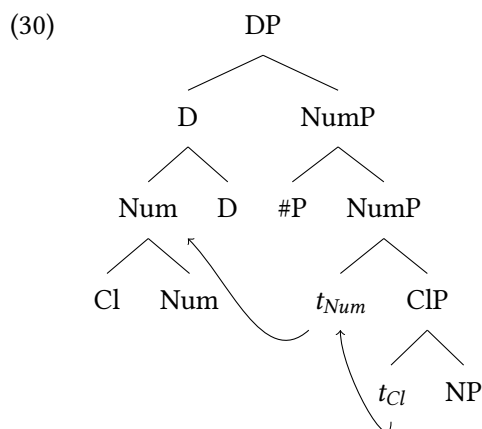 (30) DP
D NumP
Num D #P NumP
Cl Num t_Num ClP
t_Cl NP